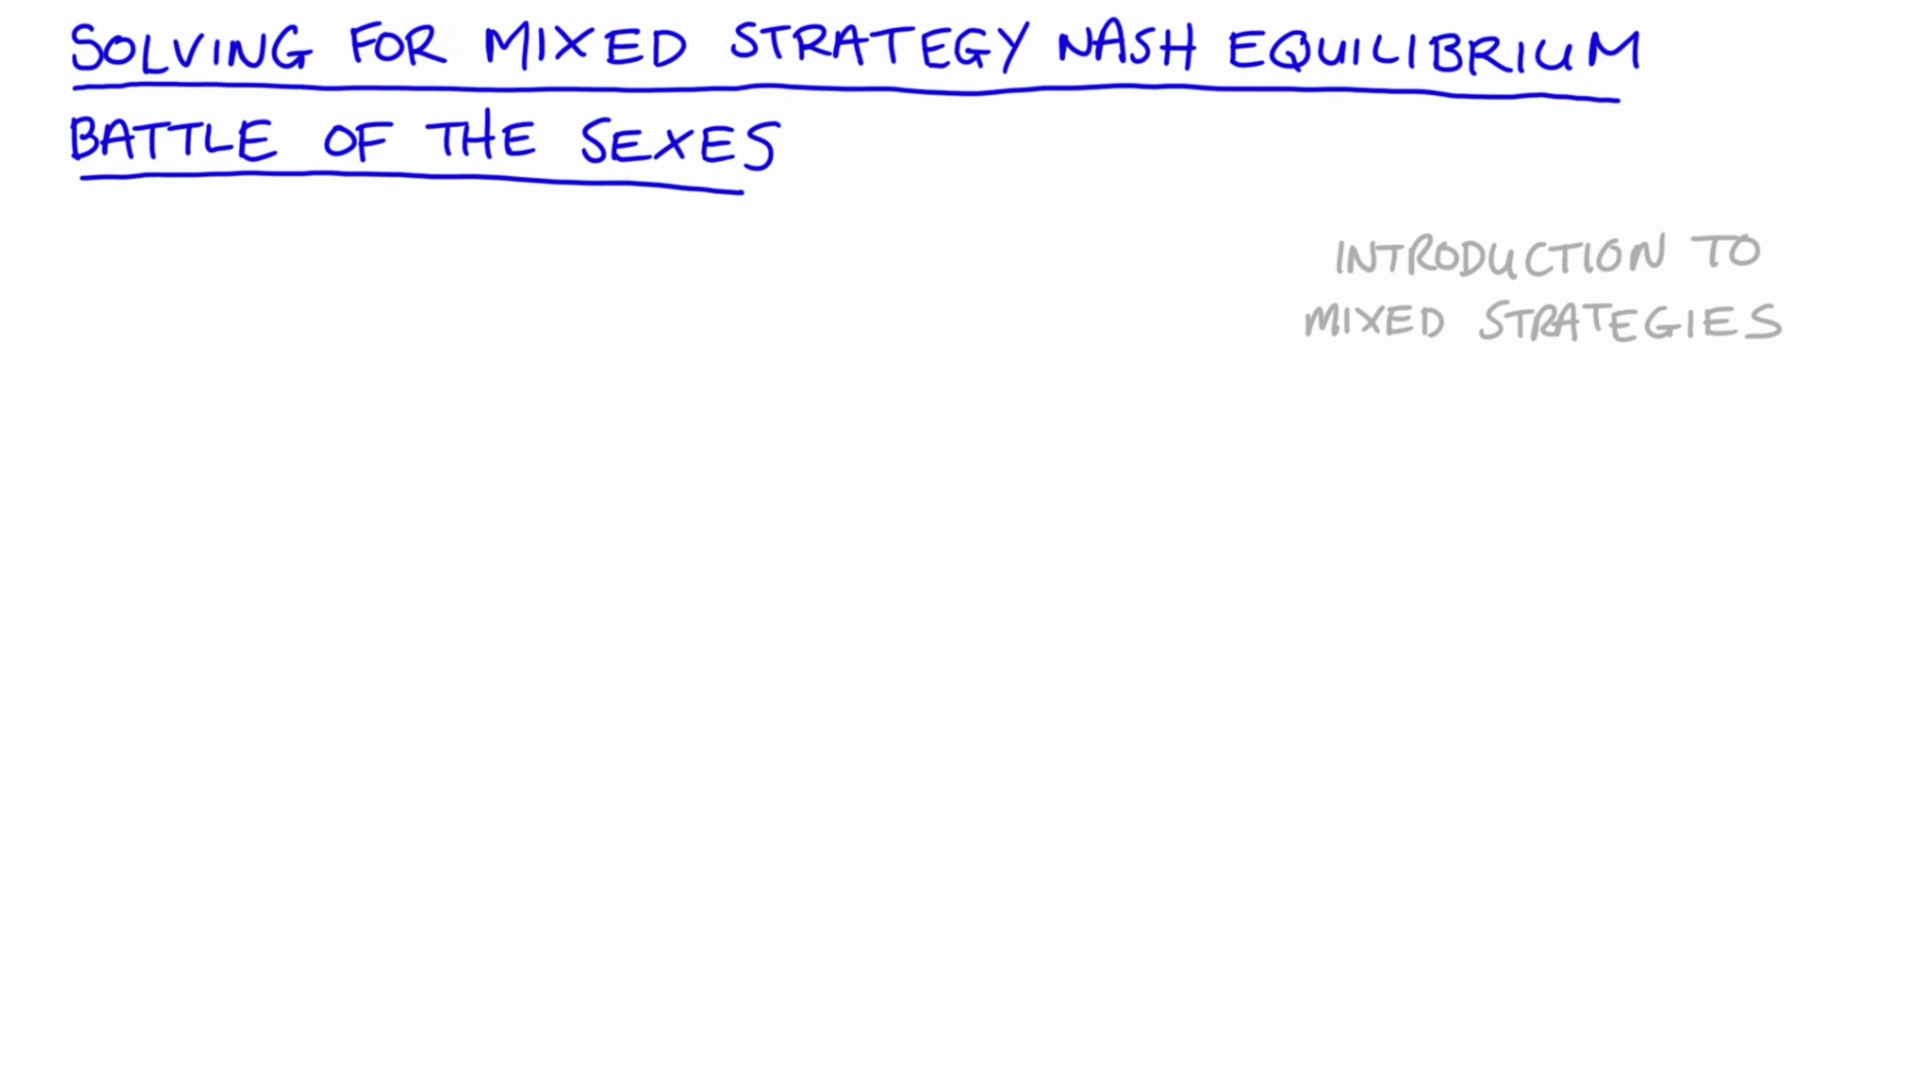 SOLVING FOR MIXED STRATEGY NASH EQUILIBRIUM
BATTLE OF THE SEXES
INTRODUCTION TO
MIXED STRATEGIES